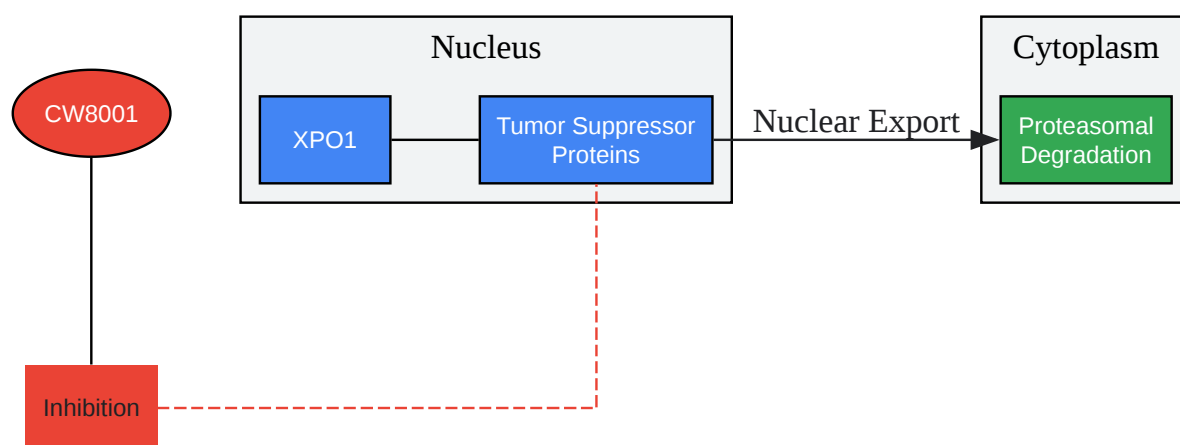 Nucleus
Cytoplasm
CW8001
XPO1
Tumor Suppressor
Proteins
Nuclear Export
Proteasomal
Degradation
Inhibition